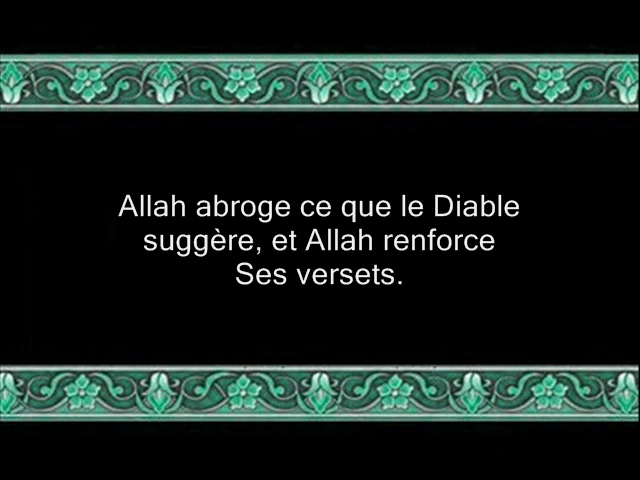 Allah abroge ce que le Diable
suggère, et Allah renforce
Ses versets.